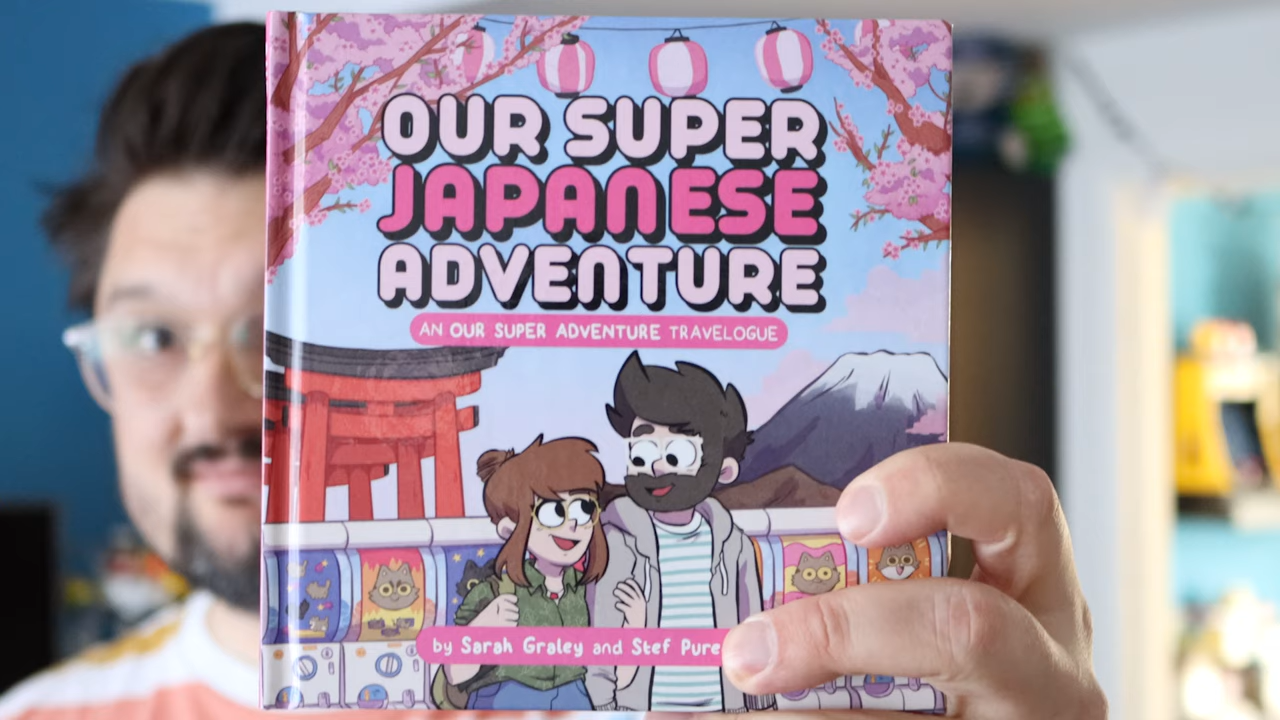 OUR SUPER
JAPANESE
ADVENTURE
AN OUR SUPER ADVENTURE TRAVELOGUE
by Sarah Graley and Stef Pure